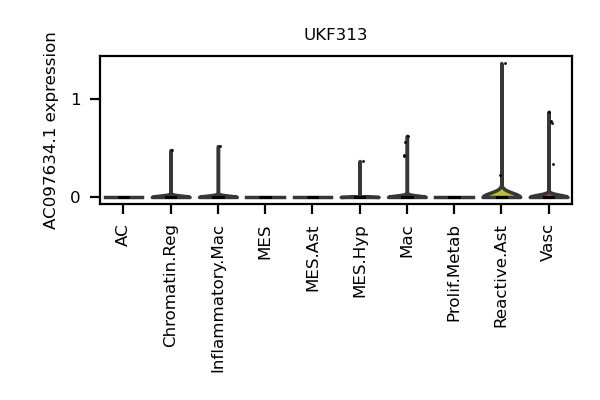 UKF313
AC097634.1 expression
1
0
AC
Chromatin.Reg
Inflammatory.Mac
MES
MES.Ast
MES.Hyp
Mac
Prolif.Metab
Reactive.Ast
Vasc